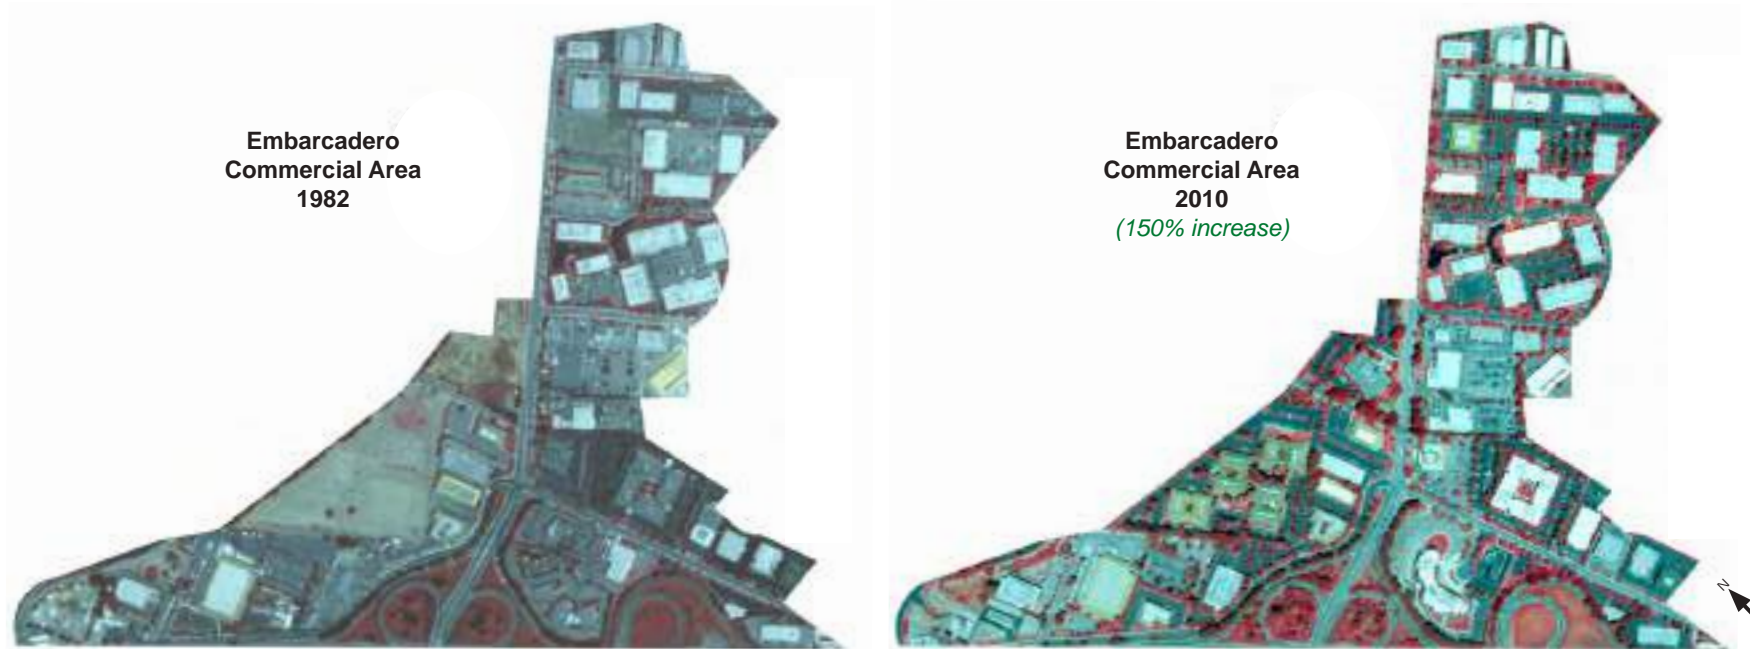 Embarcadero
Commercial Area
1982
Embarcadero
Commercial Area
2010
(150% increase)
N